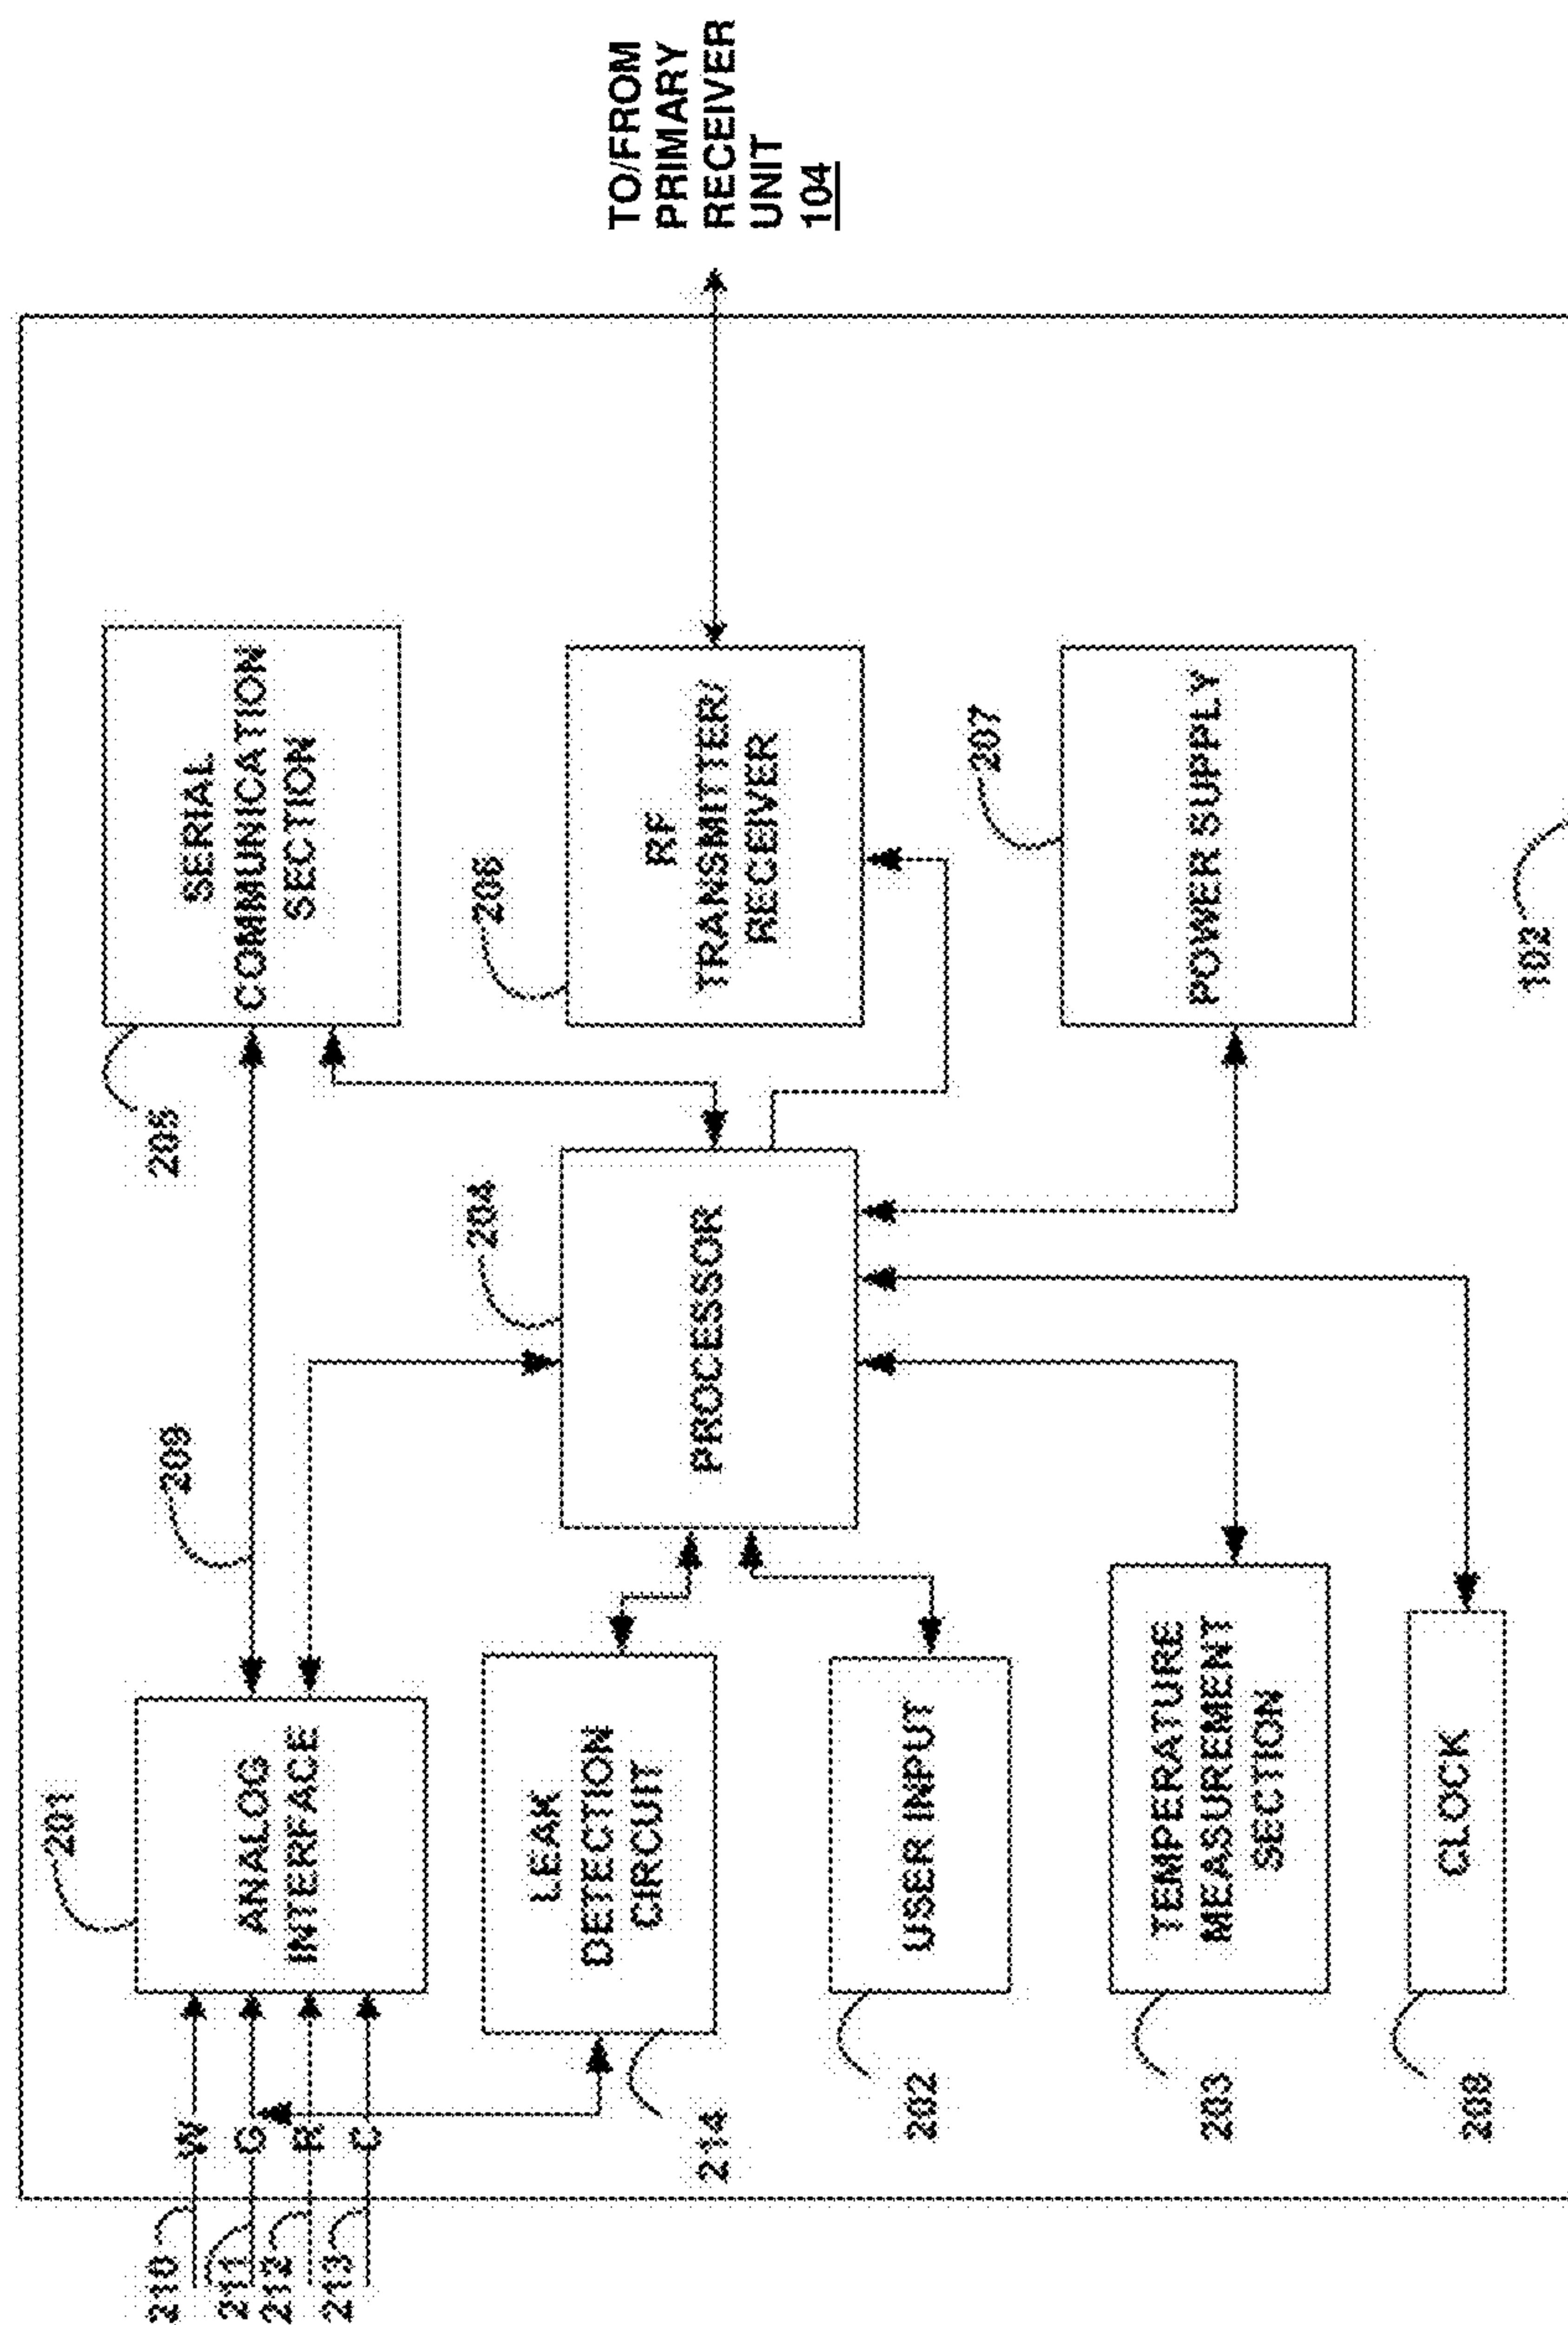 210
W
211
G
212
R
213
C
201
ANALOG
INTERFACE
209
205
SERIAL
COMMUNICATION
SECTION
214
LEAK
DETECTION
CIRCUIT
204
PROCESSOR
206
RF
TRANSMITTER/
RECEIVER
TO/FROM
PRIMARY
RECEIVER
UNIT
104
202
USER INPUT
203
TEMPERATURE
MEASUREMENT
SECTION
207
POWER SUPPLY
208
CLOCK
102